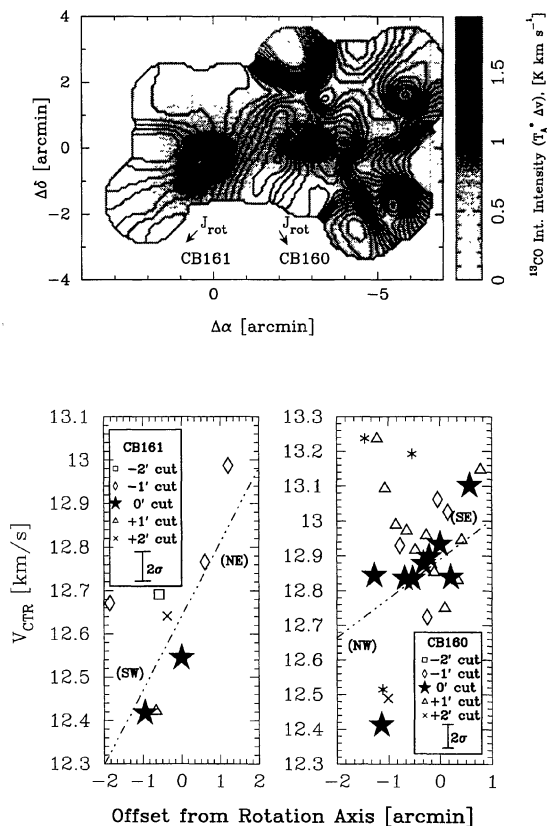 4
2
0
−2
−4
Δδ [arcmin]
J_rot
CB161
J_rot
CB160
0
−5
Δα [arcmin]
1.5
1
0.5
0
¹³CO Int. Intensity (T_A* Δv), [K km s⁻¹]
13.1
13
12.9
12.8
12.7
12.6
12.5
12.4
12.3
V_CTR [km/s]
CB161
−2' cut
−1' cut
0' cut
+1' cut
+2' cut
2σ
(NE)
(SW)
−2
−1
0
1
2
13.3
13.2
13.1
13
12.9
12.8
12.7
12.6
12.5
12.4
12.3
(SE)
(NW)
CB160
−2' cut
−1' cut
0' cut
+1' cut
+2' cut
2σ
−2
−1
0
1
Offset from Rotation Axis [arcmin]